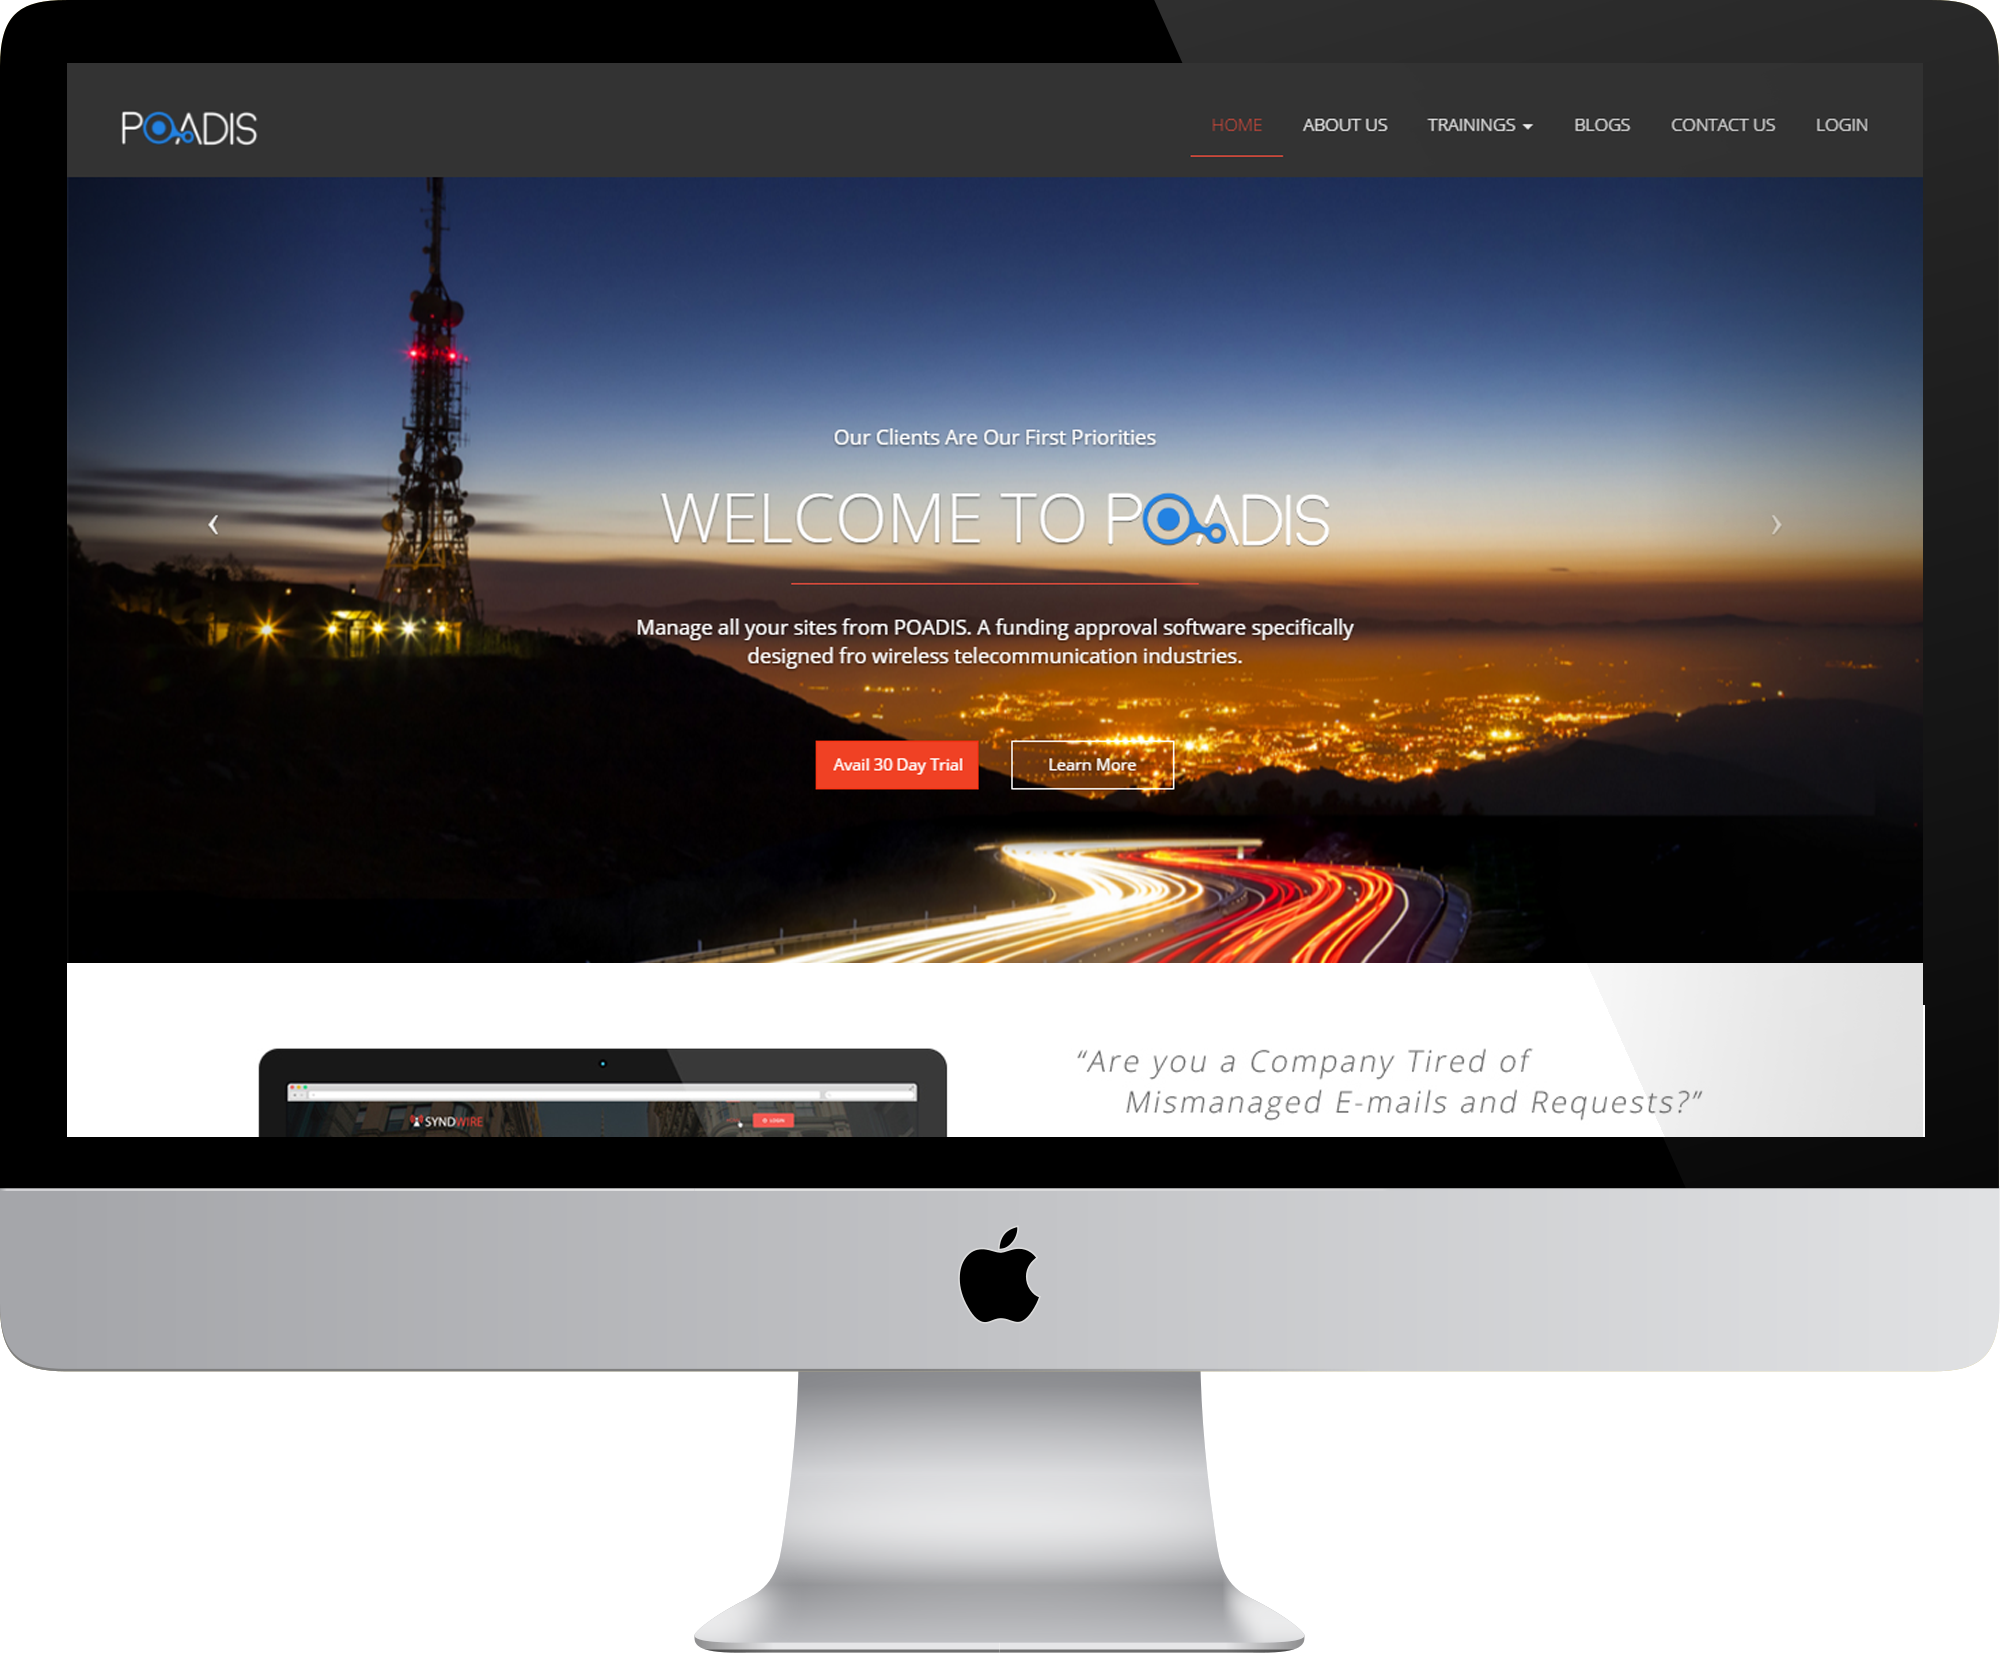 POADIS
HOME ABOUT US TRAININGS BLOGS CONTACT US LOGIN
Our Clients Are Our First Priorities
WELCOME TO POADIS
Manage all your sites from POADIS. A funding approval software specifically
designed fro wireless telecommunication industries.
Avail 30 Day Trial Learn More
“Are you a Company Tired of
Mismanaged E-mails and Requests?”
SYNDWIRE
LOGIN